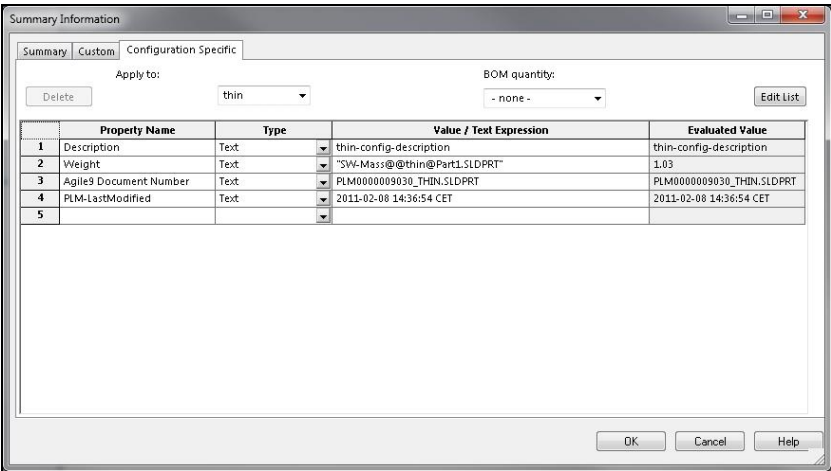 Summary Information
Summary Custom Configuration Specific
Apply to: BOM quantity:
Delete thin - none - Edit List
Property Name Type Value / Text Expression Evaluated Value
1 Description Text thin-config-description thin-config-description
2 Weight Text "SW-Mass@@thin@Part1.SLDPRT" 1.03
3 Agile9 Document Number Text PLM0000009030_THIN.SLDPRT PLM0000009030_THIN.SLDPRT
4 PLM-LastModified Text 2011-02-08 14:36:54 CET 2011-02-08 14:36:54 CET
5
OK Cancel Help